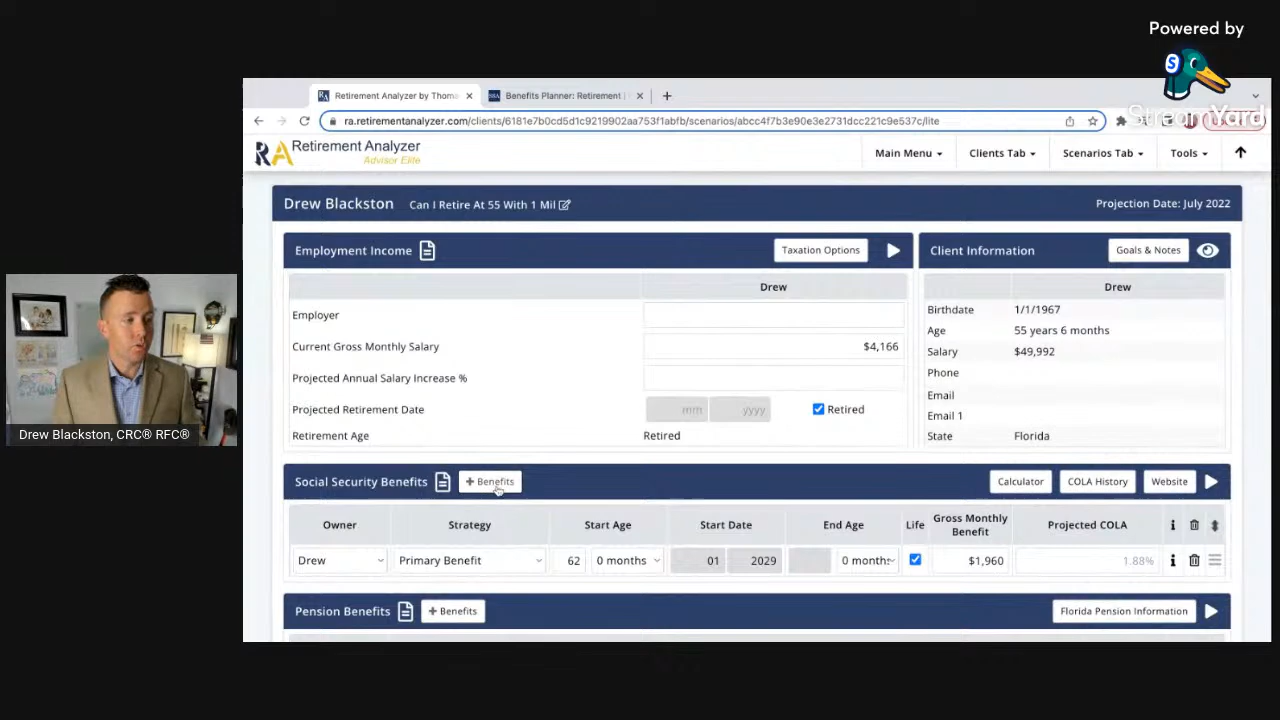 Powered by
S
StreamYard
Retirement Analyzer by Thoma
SSA
Benefits Planner: Retirement |
ra.retirementanalyzer.com/clients/6181e7b0cd5d1c9219902aa753f1abfb/scenarios/abcc4f7b3e90e3e2731dcc221c9e537c/lite
RA Retirement Analyzer
Advisor Elite
Main Menu
Clients Tab
Scenarios Tab
Tools
Drew Blackston
Can I Retire At 55 With 1 Mil
Projection Date: July 2022
Employment Income
Taxation Options
Client Information
Goals & Notes
Drew
Drew
Employer
Birthdate 1/1/1967
Current Gross Monthly Salary $4,166
Age 55 years 6 months
Salary $49,992
Projected Annual Salary Increase %
Phone
Projected Retirement Date mm yyyy Retired
Email
Email 1
Retirement Age Retired
State Florida
Drew Blackston, CRC® RFC®
Social Security Benefits + Benefits Calculator COLA History Website
Owner Strategy Start Age Start Date End Age Life Gross Monthly Benefit Projected COLA
Drew Primary Benefit 62 0 months 01 2029 0 months $1,960 1.88%
Pension Benefits + Benefits Florida Pension Information